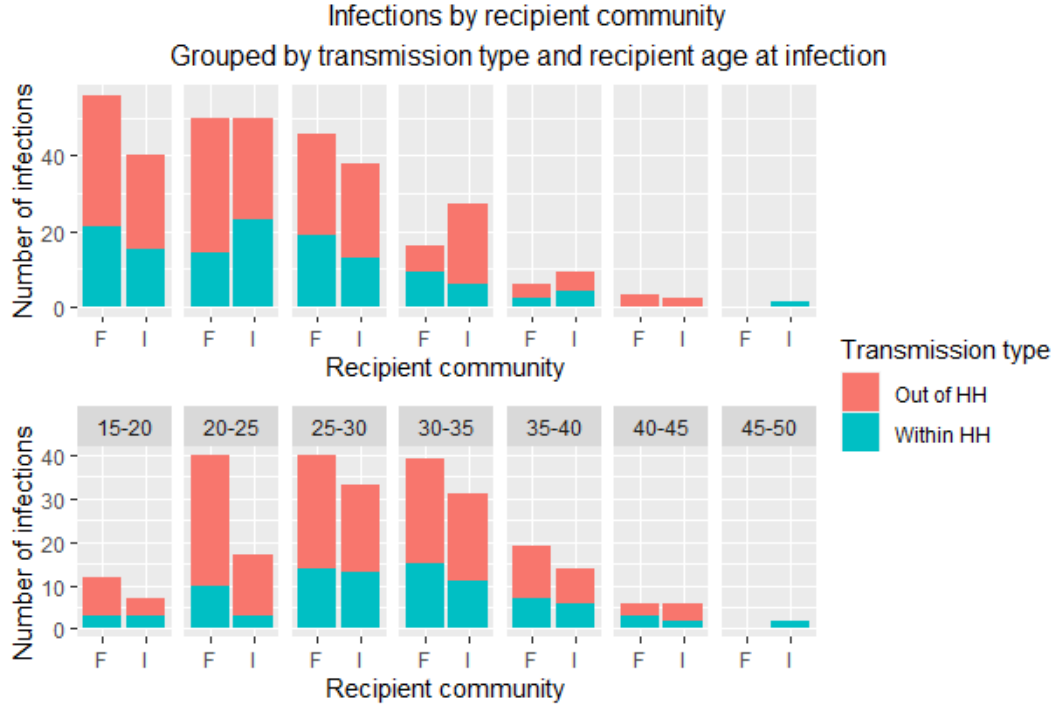 Infections by recipient community
Grouped by transmission type and recipient age at infection
Number of infections
40
20
0
F I F I F I F I F I F I F I
Recipient community
Transmission type
Out of HH
Within HH
15-20 20-25 25-30 30-35 35-40 40-45 45-50
Number of infections
40
30
20
10
0
F I F I F I F I F I F I F I
Recipient community